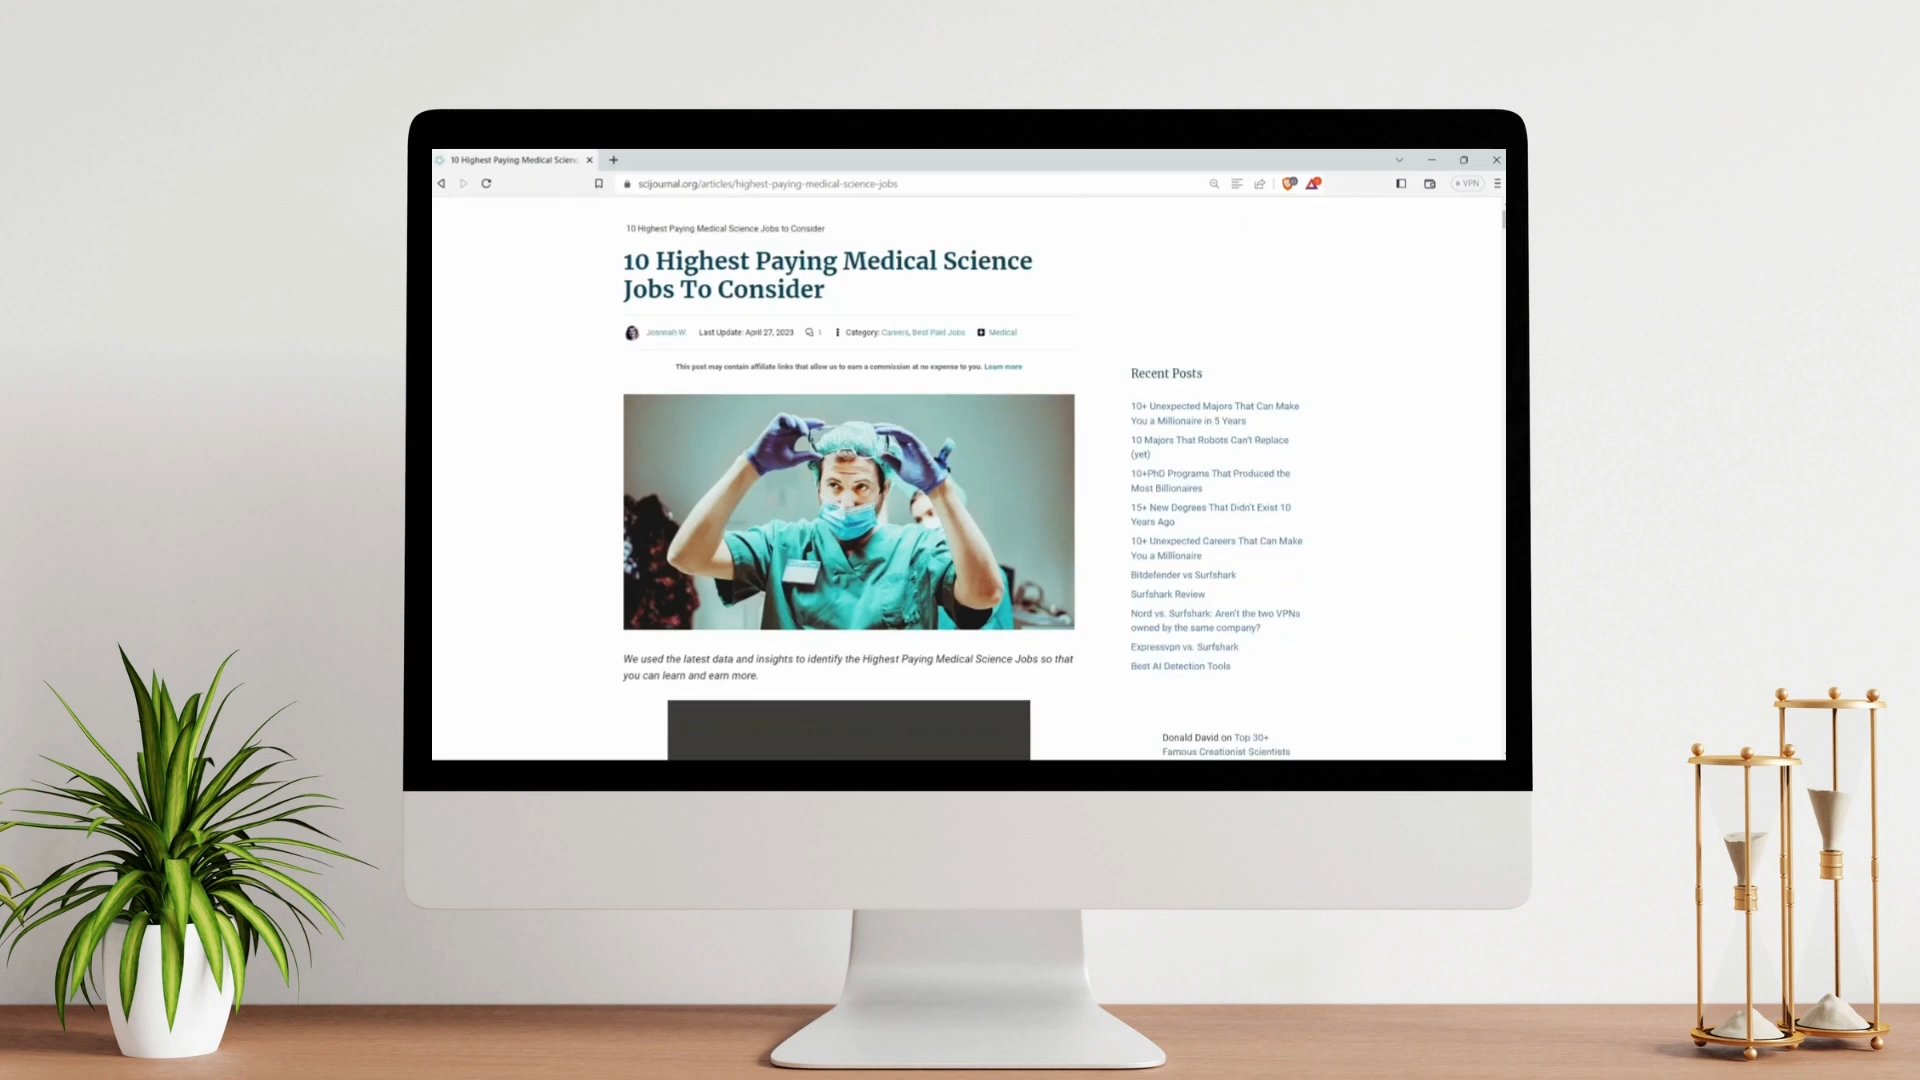 10 Highest Paying Medical Scienc
scijournal.org/articles/highest-paying-medical-science-jobs
VPN
10 Highest Paying Medical Science Jobs to Consider
10 Highest Paying Medical Science
Jobs To Consider
Joannah W. Last Update: April 27, 2023 1 Category: Careers, Best Paid Jobs Medical
This post may contain affiliate links that allow us to earn a commission at no expense to you. Learn more
We used the latest data and insights to identify the Highest Paying Medical Science Jobs so that
you can learn and earn more.
Recent Posts
10+ Unexpected Majors That Can Make
You a Millionaire in 5 Years
10 Majors That Robots Can't Replace
(yet)
10+PhD Programs That Produced the
Most Billionaires
15+ New Degrees That Didn't Exist 10
Years Ago
10+ Unexpected Careers That Can Make
You a Millionaire
Bitdefender vs Surfshark
Surfshark Review
Nord vs. Surfshark: Aren't the two VPNs
owned by the same company?
Expressvpn vs. Surfshark
Best AI Detection Tools
Donald David on Top 30+
Famous Creationist Scientists